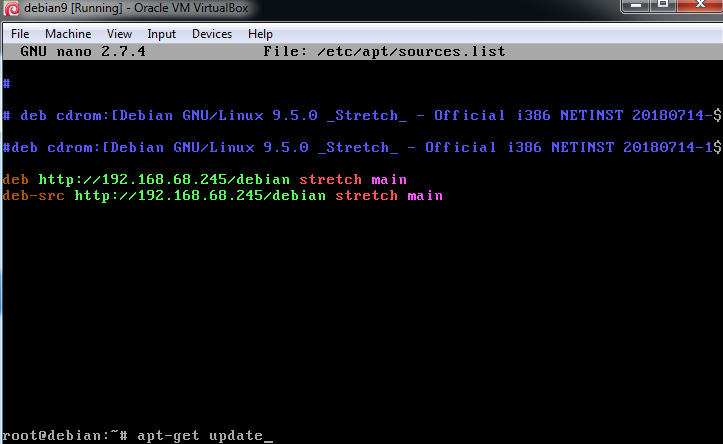 debian9 [Running] - Oracle VM VirtualBox
File Machine View Input Devices Help
GNU nano 2.7.4 File: /etc/apt/sources.list
#
# deb cdrom:[Debian GNU/Linux 9.5.0 _Stretch_ - Official i386 NETINST 20180714-$
#deb cdrom:[Debian GNU/Linux 9.5.0 _Stretch_ - Official i386 NETINST 20180714-1$
deb http://192.168.68.245/debian stretch main
deb-src http://192.168.68.245/debian stretch main
root@debian:~# apt-get update_